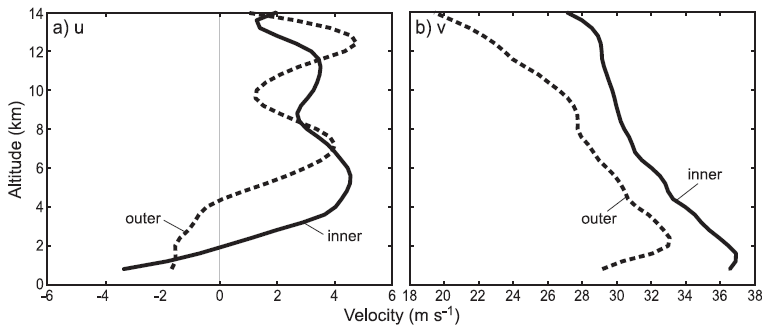 a) u
b) v
14
12
10
8
6
4
2
0
Altitude (km)
outer
inner
inner
outer
-6 -4 -2 0 2 4 6
18 20 22 24 26 28 30 32 34 36 38
Velocity (m s⁻¹)